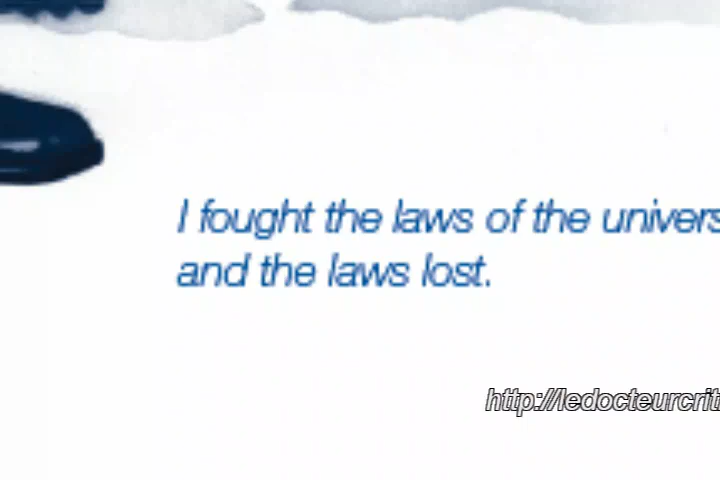 I fought the laws of the univers
and the laws lost.
http://ledocteurcrit